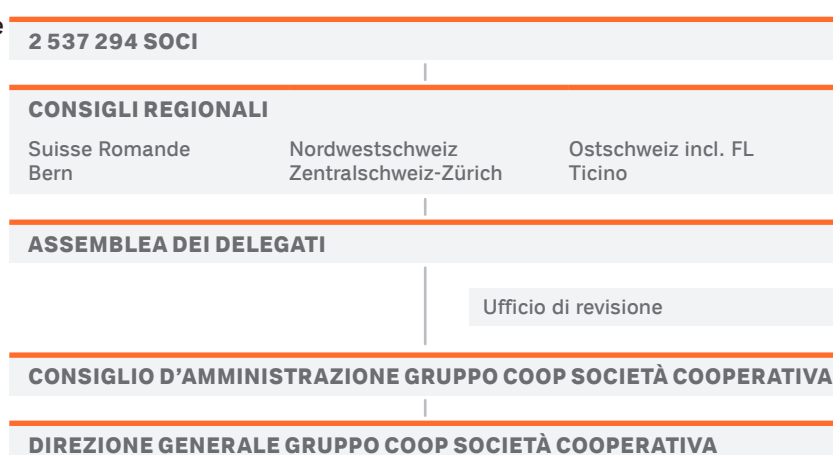 e
2 537 294 SOCI
CONSIGLI REGIONALI
Suisse Romande Nordwestschweiz Ostschweiz incl. FL
Bern Zentralschweiz-Zürich Ticino
ASSEMBLEA DEI DELEGATI
Ufficio di revisione
CONSIGLIO D’AMMINISTRAZIONE GRUPPO COOP SOCIETÀ COOPERATIVA
DIREZIONE GENERALE GRUPPO COOP SOCIETÀ COOPERATIVA